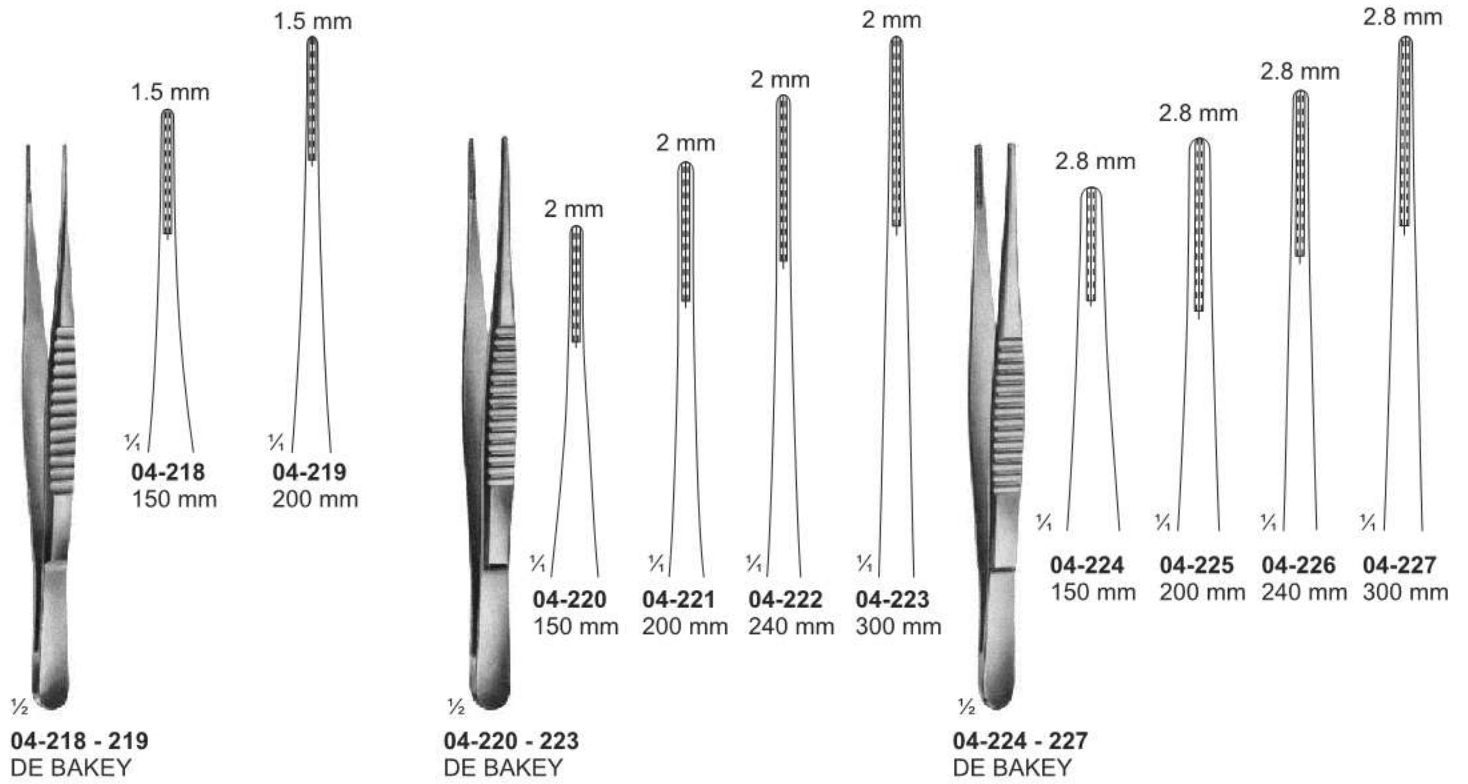 1.5 mm
1.5 mm
⅟₁
04-218
150 mm
⅟₁
04-219
200 mm
½
04-218 - 219
DE BAKEY
2 mm
2 mm
2 mm
2 mm
⅟₁
04-220
150 mm
⅟₁
04-221
200 mm
⅟₁
04-222
240 mm
⅟₁
04-223
300 mm
½
04-220 - 223
DE BAKEY
2.8 mm
2.8 mm
2.8 mm
2.8 mm
⅟₁
04-224
150 mm
⅟₁
04-225
200 mm
⅟₁
04-226
240 mm
⅟₁
04-227
300 mm
½
04-224 - 227
DE BAKEY